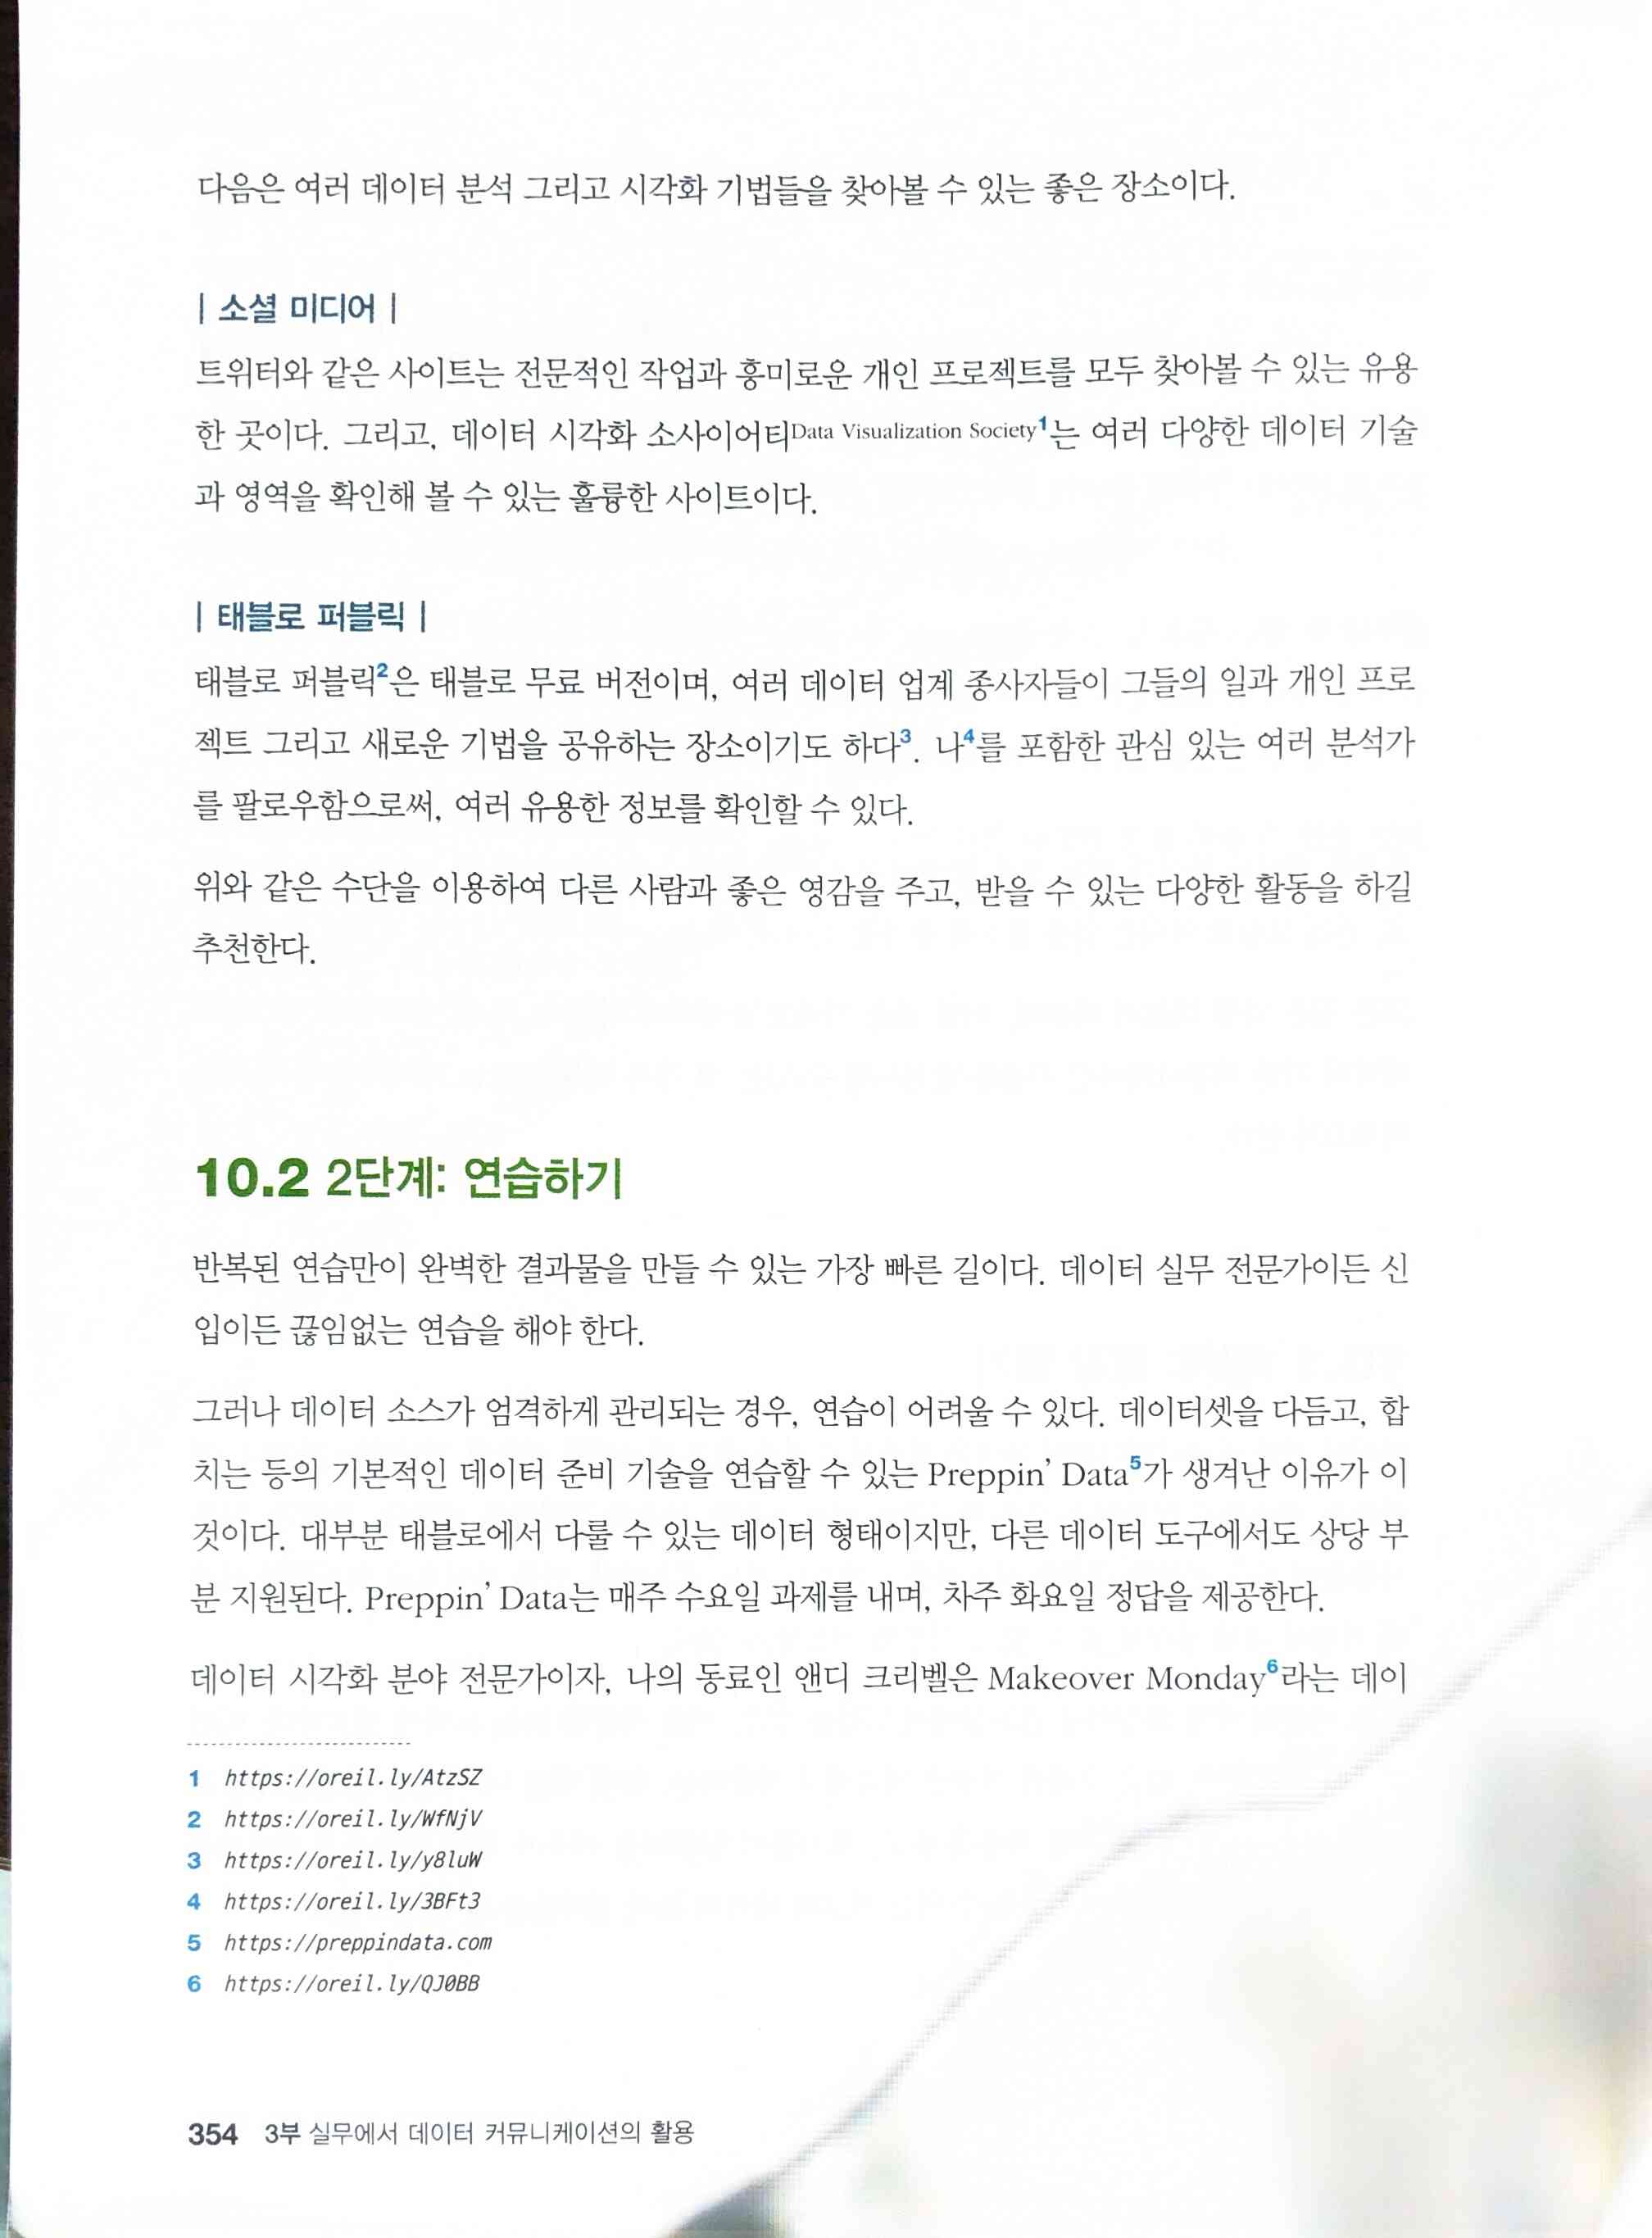 다음은 여러 데이터 분석 그리고 시각화 기법들을 찾아볼 수 있는 좋은 장소이다.
| 소셜 미디어 |
트위터와 같은 사이트는 전문적인 작업과 흥미로운 개인 프로젝트를 모두 찾아볼 수 있는 유용
한 곳이다. 그리고, 데이터 시각화 소사이어티Data Visualization Society1는 여러 다양한 데이터 기술
과 영역을 확인해 볼 수 있는 훌륭한 사이트이다.
| 태블로 퍼블릭 |
태블로 퍼블릭2은 태블로 무료 버전이며, 여러 데이터 업계 종사자들이 그들의 일과 개인 프로
젝트 그리고 새로운 기법을 공유하는 장소이기도 하다3. 나4를 포함한 관심 있는 여러 분석가
를 팔로우함으로써, 여러 유용한 정보를 확인할 수 있다.
위와 같은 수단을 이용하여 다른 사람과 좋은 영감을 주고, 받을 수 있는 다양한 활동을 하길
추천한다.
10.2 2단계: 연습하기
반복된 연습만이 완벽한 결과물을 만들 수 있는 가장 빠른 길이다. 데이터 실무 전문가이든 신
입이든 끊임없는 연습을 해야 한다.
그러나 데이터 소스가 엄격하게 관리되는 경우, 연습이 어려울 수 있다. 데이터셋을 다듬고, 합
치는 등의 기본적인 데이터 준비 기술을 연습할 수 있는 Preppin’ Data5가 생겨난 이유가 이
것이다. 대부분 태블로에서 다룰 수 있는 데이터 형태이지만, 다른 데이터 도구에서도 상당 부
분 지원된다. Preppin’ Data는 매주 수요일 과제를 내며, 차주 화요일 정답을 제공한다.
데이터 시각화 분야 전문가이자, 나의 동료인 앤디 크리벨은 Makeover Monday6라는 데이
1 https://oreil.ly/AtzSZ
2 https://oreil.ly/WfNjV
3 https://oreil.ly/y8luW
4 https://oreil.ly/3BFt3
5 https://preppindata.com
6 https://oreil.ly/QJ0BB
354 3부 실무에서 데이터 커뮤니케이션의 활용